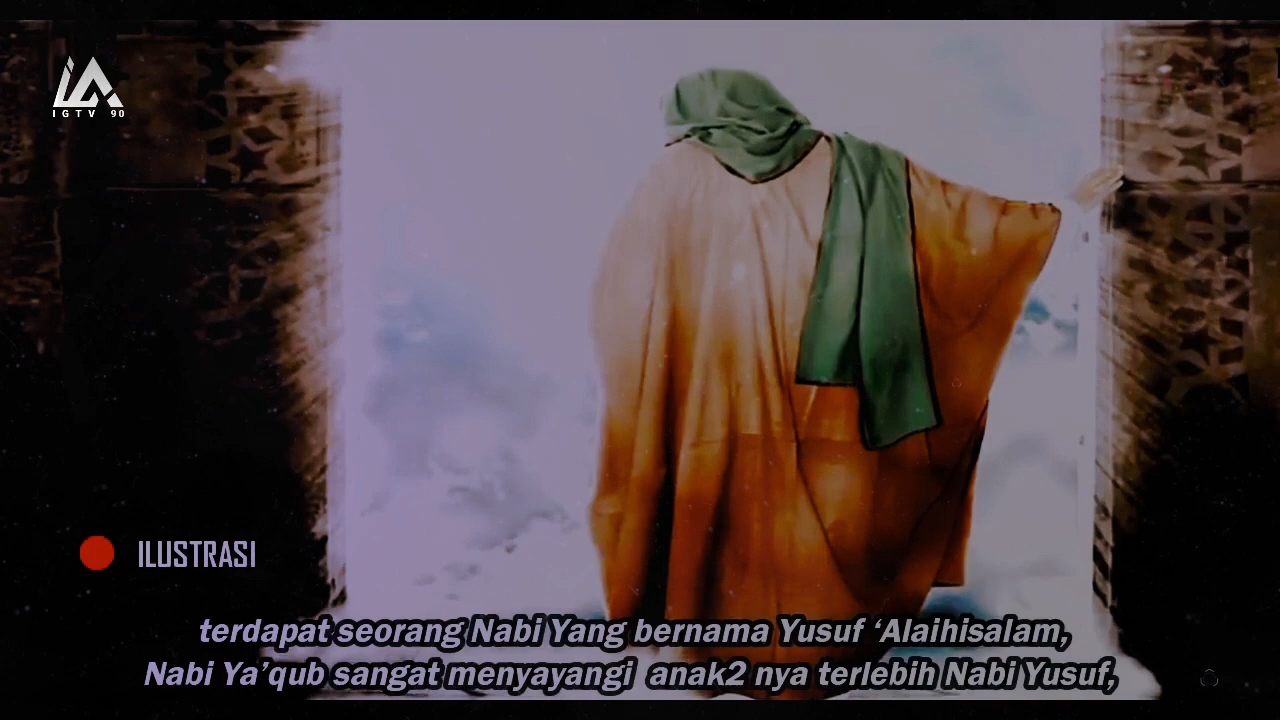 IGTV 90
ILUSTRASI
terdapat seorang Nabi Yang bernama Yusuf ‘Alaihisalam,
Nabi Ya’qub sangat menyayangi anak2 nya terlebih Nabi Yusuf,